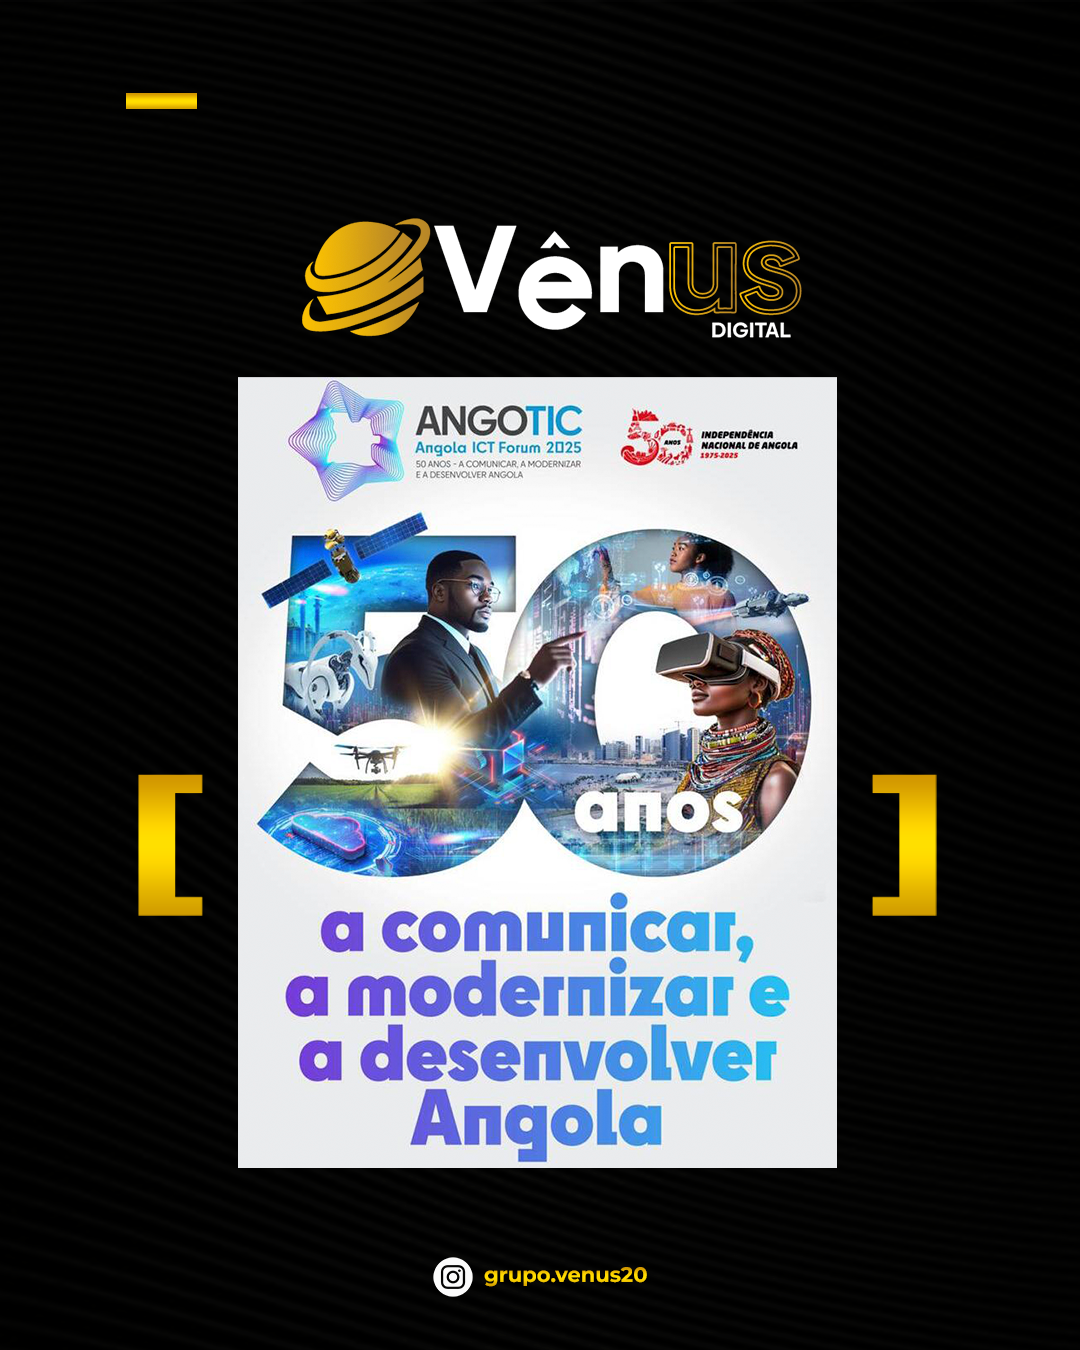 Vênus
DIGITAL
ANGOTIC
Angola ICT Forum 2025
50 ANOS - A COMUNICAR, A MODERNIZAR
E A DESENVOLVER ANGOLA
50 ANOS
INDEPENDÊNCIA
NACIONAL DE ANGOLA
1975-2025
50
anos
a comunicar,
a modernizar e
a desenvolver
Angola
grupo.venus20